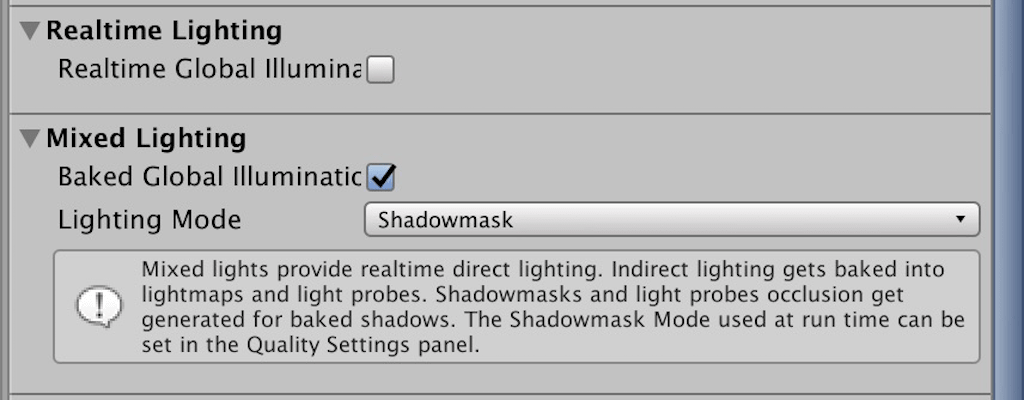 Realtime Lighting
Realtime Global Illumina
Mixed Lighting
Baked Global Illuminatic
Lighting Mode Shadowmask
Mixed lights provide realtime direct lighting. Indirect lighting gets baked into
lightmaps and light probes. Shadowmasks and light probes occlusion get
generated for baked shadows. The Shadowmask Mode used at run time can be
set in the Quality Settings panel.